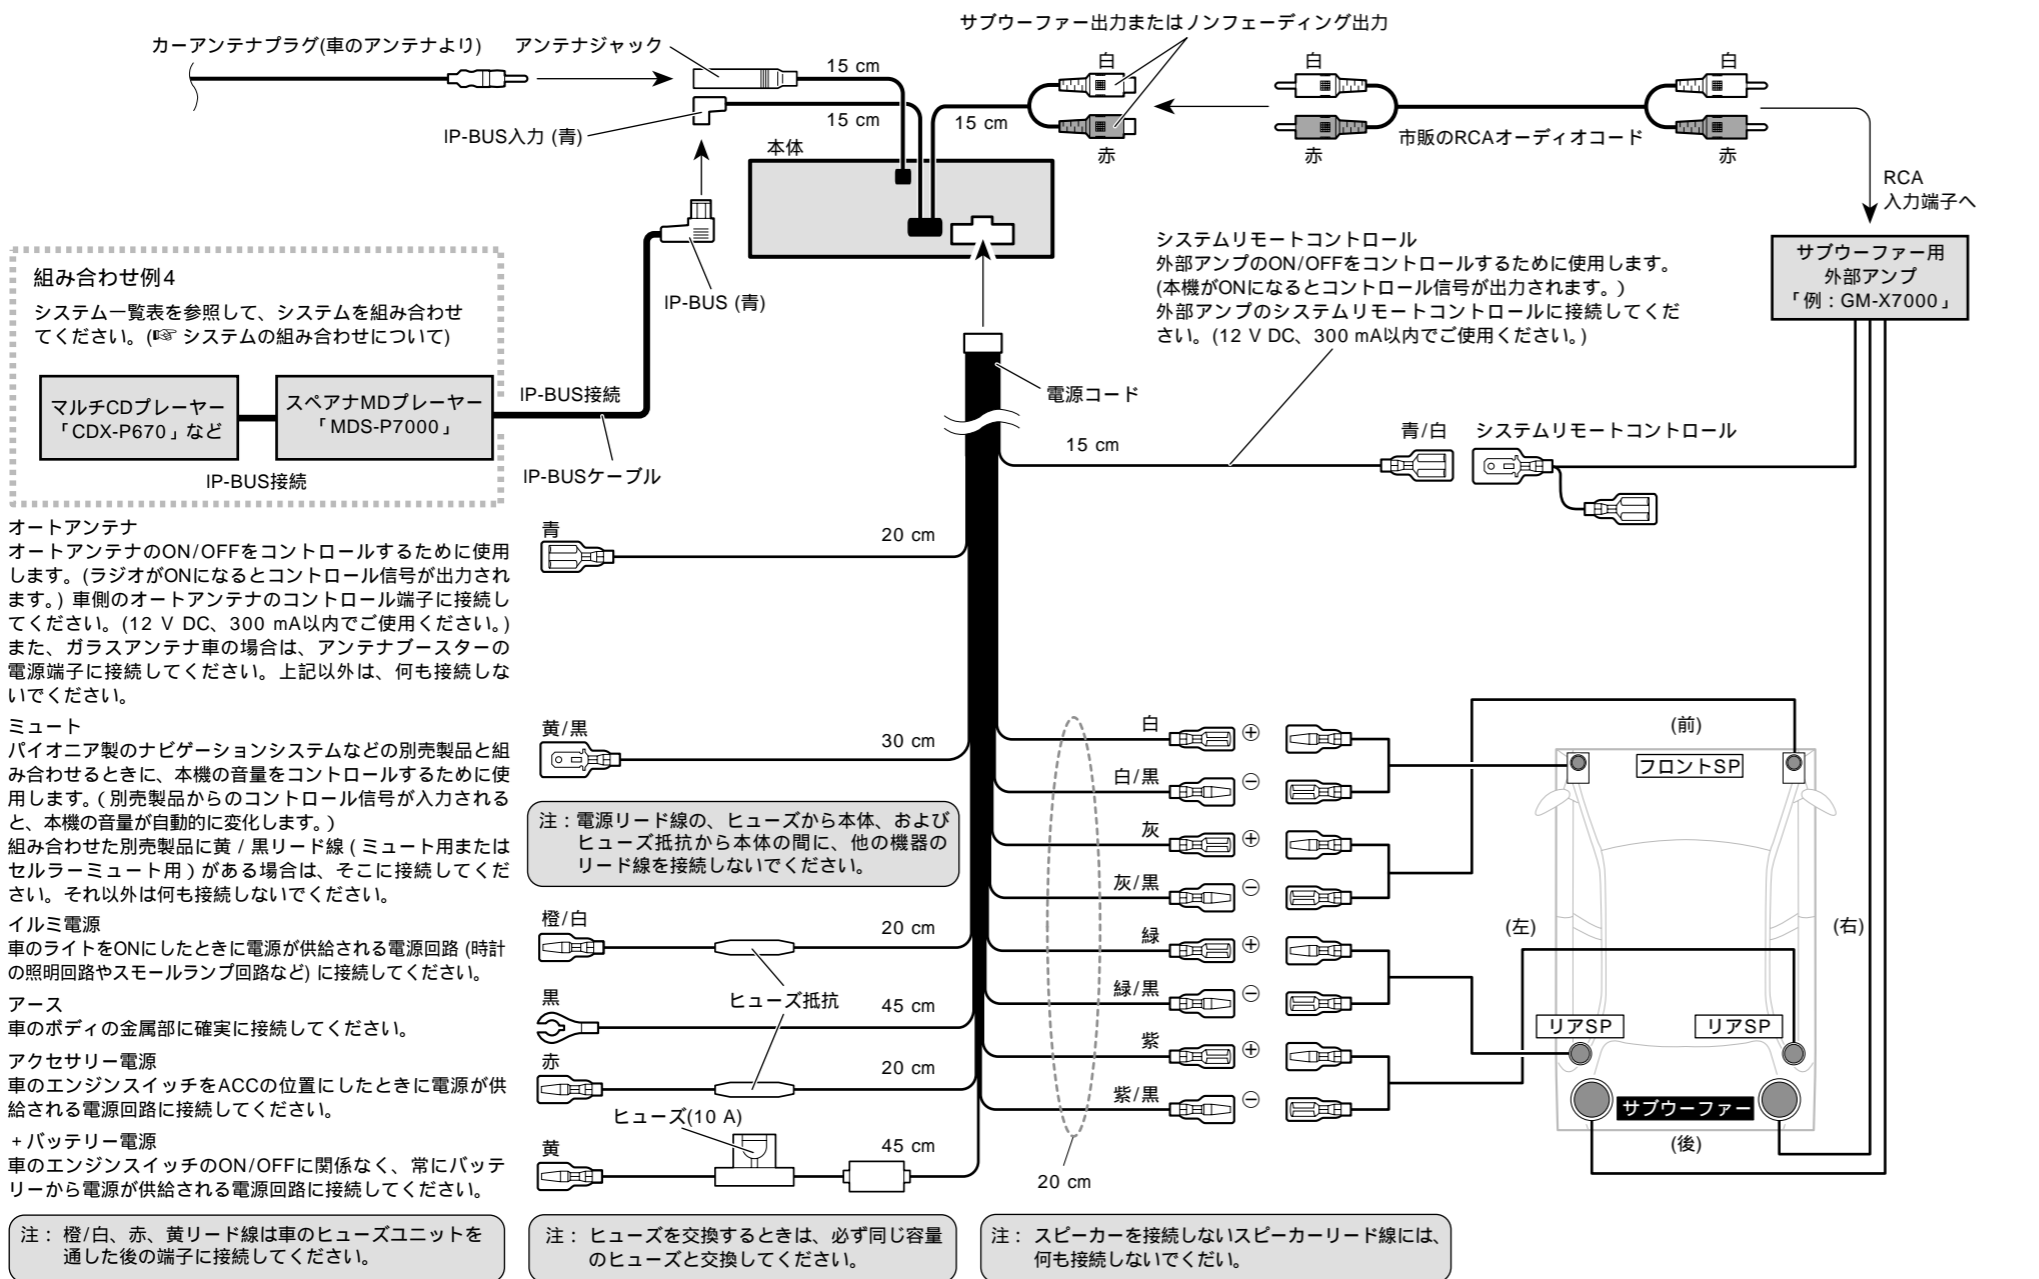 サブウーファー出力またはノンフェーディング出力
カーアンテナプラグ(車のアンテナより)
アンテナジャック
15 cm
白
白
白
IP-BUS入力 (青)
15 cm
15 cm
赤
赤
市販のRCAオーディオコード
赤
本体
RCA
入力端子へ
サブウーファー用
外部アンプ
「例：GM-X7000」
システムリモートコントロール
外部アンプのON/OFFをコントロールするために使用します。
(本機がONになるとコントロール信号が出力されます。)
外部アンプのシステムリモートコントロールに接続してくだ
さい。(12 V DC、300 mA以内でご使用ください。)
IP-BUS (青)
組み合わせ例4
システム一覧表を参照して、システムを組み合わせ
てください。(☞ システムの組み合わせについて)
マルチCDプレーヤー
「CDX-P670」など
スペアナMDプレーヤー
「MDS-P7000」
IP-BUS接続
IP-BUS接続
IP-BUSケーブル
電源コード
15 cm
青/白
システムリモートコントロール
オートアンテナ
オートアンテナのON/OFFをコントロールするために使用
します。(ラジオがONになるとコントロール信号が出力され
ます。) 車側のオートアンテナのコントロール端子に接続し
てください。(12 V DC、300 mA以内でご使用ください。)
また、ガラスアンテナ車の場合は、アンテナブースターの
電源端子に接続してください。上記以外は、何も接続しな
いでください。
青
20 cm
ミュート
パイオニア製のナビゲーションシステムなどの別売製品と組
み合わせるときに、本機の音量をコントロールするために使
用します。(別売製品からのコントロール信号が入力される
と、本機の音量が自動的に変化します。)
組み合わせた別売製品に黄 / 黒リード線 (ミュート用または
セルラーミュート用) がある場合は、そこに接続してくだ
さい。それ以外は何も接続しないでください。
黄/黒
30 cm
注：電源リード線の、ヒューズから本体、および
ヒューズ抵抗から本体の間に、他の機器の
リード線を接続しないでください。
イルミ電源
車のライトをONにしたときに電源が供給される電源回路 (時計
の照明回路やスモールランプ回路など) に接続してください。
橙/白
20 cm
ヒューズ抵抗
アース
車のボディの金属部に確実に接続してください。
黒
45 cm
アクセサリー電源
車のエンジンスイッチをACCの位置にしたときに電源が供
給される電源回路に接続してください。
赤
20 cm
ヒューズ(10 A)
+ バッテリー電源
車のエンジンスイッチのON/OFFに関係なく、常にバッテ
リーから電源が供給される電源回路に接続してください。
黄
45 cm
白
⊕
白/黒
⊖
灰
⊕
灰/黒
⊖
緑
⊕
緑/黒
⊖
紫
⊕
紫/黒
⊖
20 cm
(前)
フロントSP
(左)
(右)
リアSP
リアSP
サブウーファー
(後)
注： 橙/白、赤、黄リード線は車のヒューズユニットを
通した後の端子に接続してください。
注： ヒューズを交換するときは、必ず同じ容量
のヒューズと交換してください。
注： スピーカーを接続しないスピーカーリード線には、
何も接続しないでくだい。